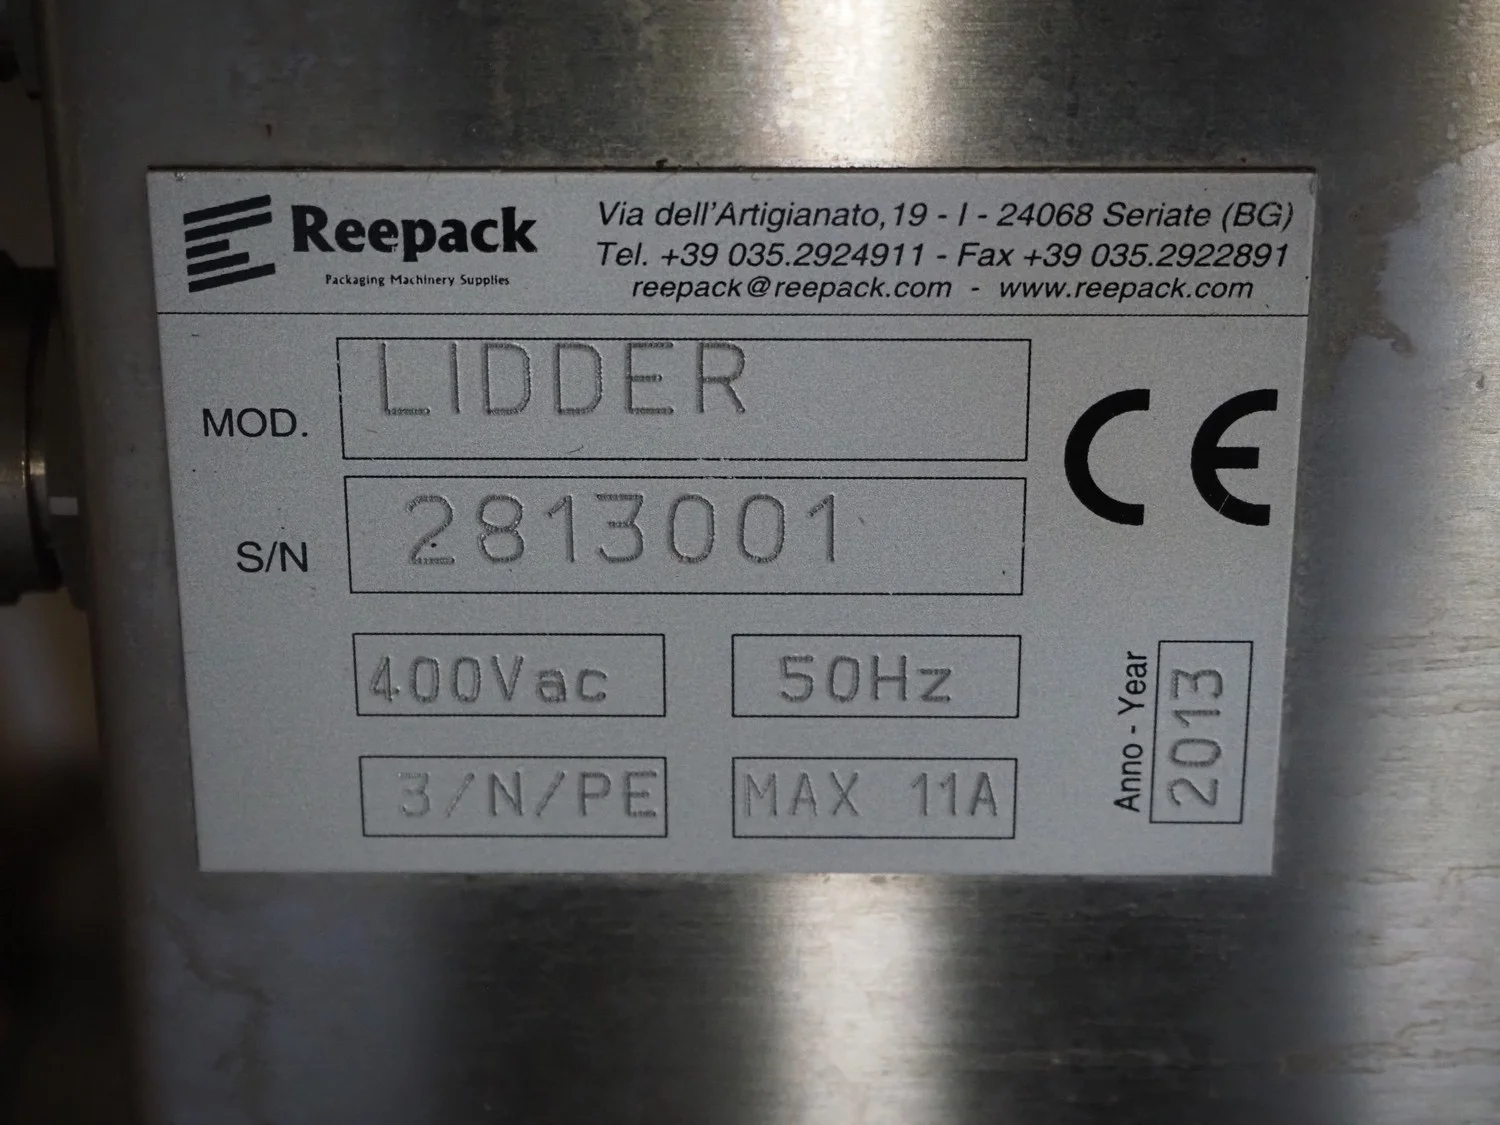 Reepack
Packaging Machinery Supplies
Via dell'Artigianato,19 - I - 24068 Seriate (BG)
Tel. +39 035.2924911 - Fax +39 035.2922891
reepack@reepack.com - www.reepack.com
MOD. LIDDER
CE
S/N 2813001
400Vac 50Hz
3/N/PE MAX 11A
Anno - Year 2013